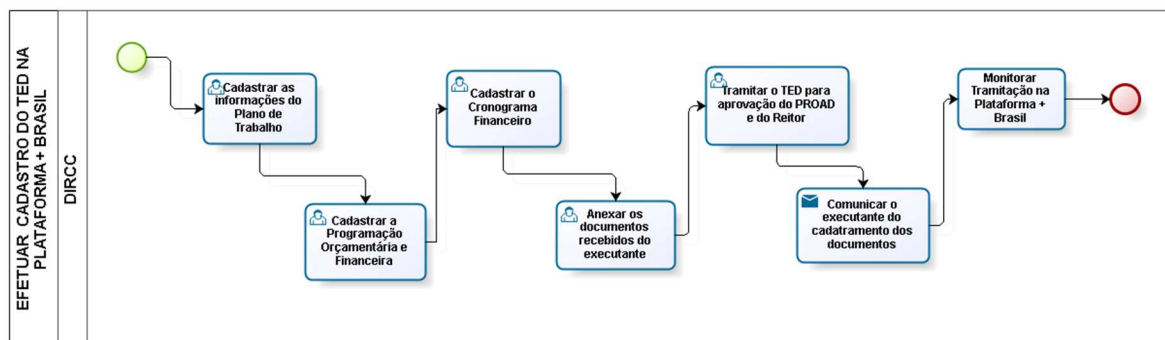 EFETUAR CADASTRO DO TED NA
PLATAFORMA + BRASIL
DIRCC
Cadastrar as
informações do
Plano de
Trabalho
Cadastrar a
Programação
Orçamentária e
Financeira
Cadastrar o
Cronograma
Financeiro
Anexar os
documentos
recebidos do
executante
Tramitar o TED para
aprovação do PROAD
e do Reitor
Comunicar o
executante do
cadatramento dos
documentos
Monitorar
Tramitação na
Plataforma +
Brasil